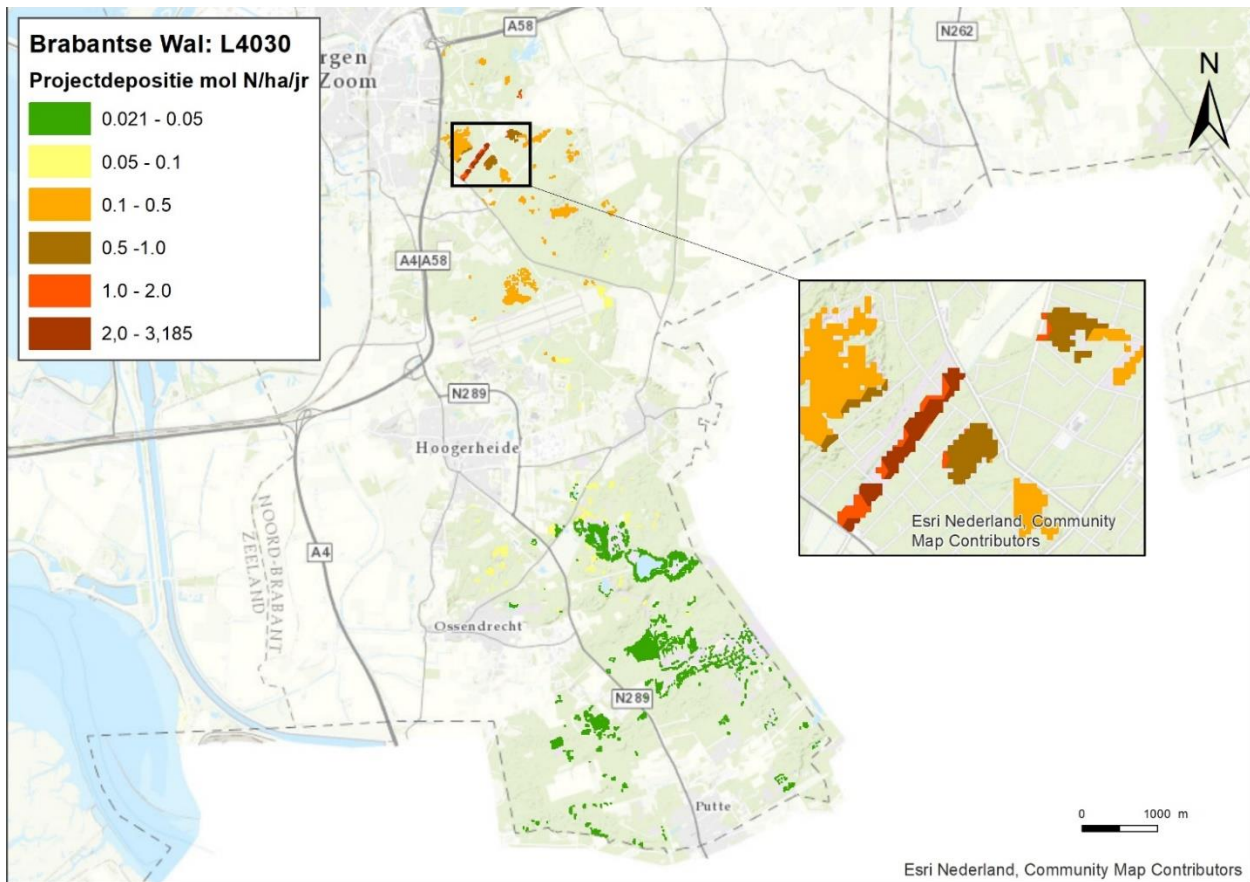 Brabantse Wal: L4030
Projectdepositie mol N/ha/jr
0.021 - 0.05
0.05 - 0.1
0.1 - 0.5
0.5 -1.0
1.0 - 2.0
2,0 - 3,185
rgen
Zoom
A58
N262
N
A4|A58
N289
Hoogerheide
NOORD-BRABANT
ZEELAND
A4
Esri Nederland, Community
Map Contributors
Ossendrecht
N289
Putte
0
1000 m
Esri Nederland, Community Map Contributors